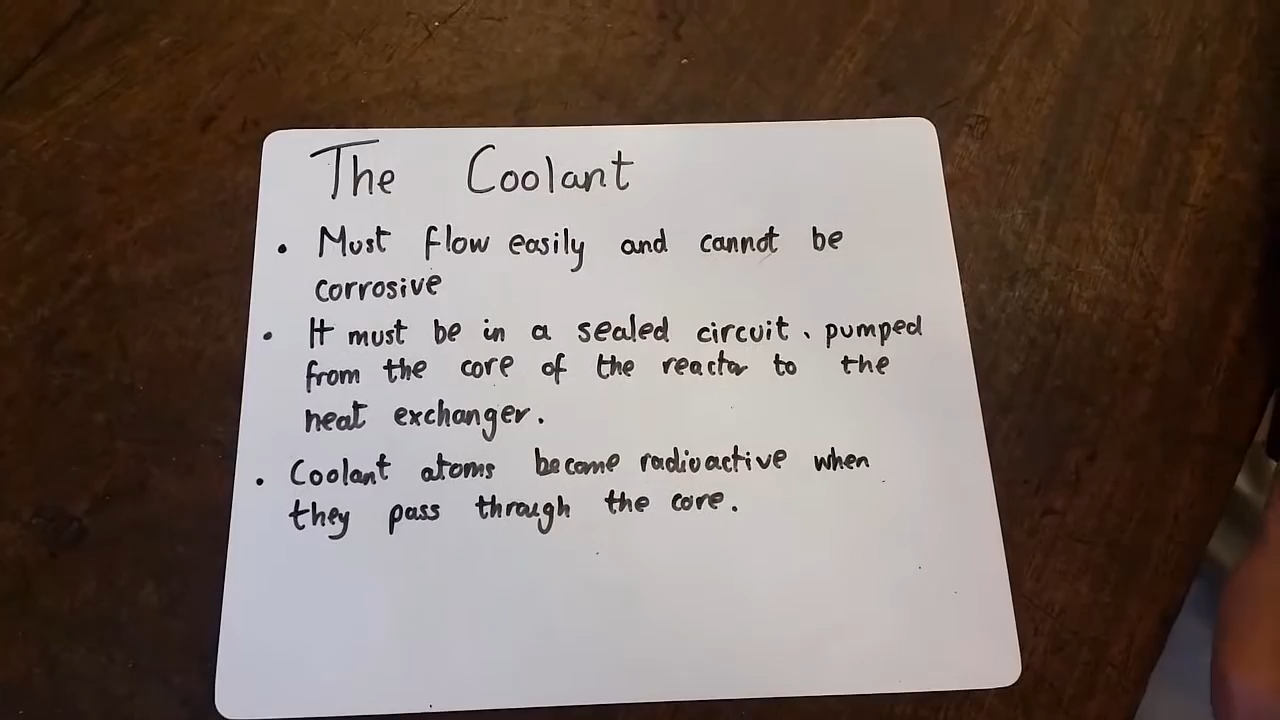 The Coolant
• Must flow easily and cannot be
corrosive
• It must be in a sealed circuit, pumped
from the core of the reactor to the
heat exchanger.
• Coolant atoms become radioactive when
they pass through the core.